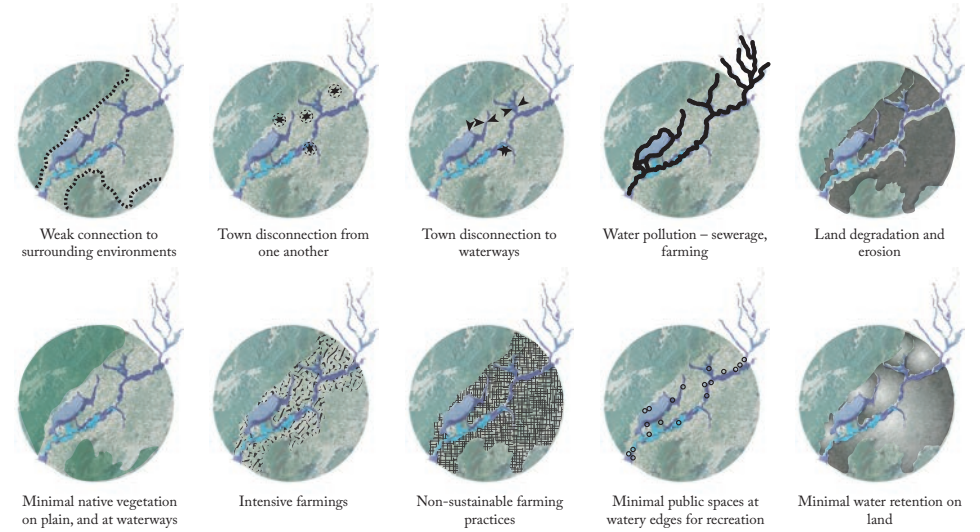 Weak connection to
surrounding environments
Town disconnection from
one another
Town disconnection to
waterways
Water pollution – sewerage,
farming
Land degradation and
erosion
Minimal native vegetation
on plain, and at waterways
Intensive farmings
Non-sustainable farming
practices
Minimal public spaces at
watery edges for recreation
Minimal water retention on
land